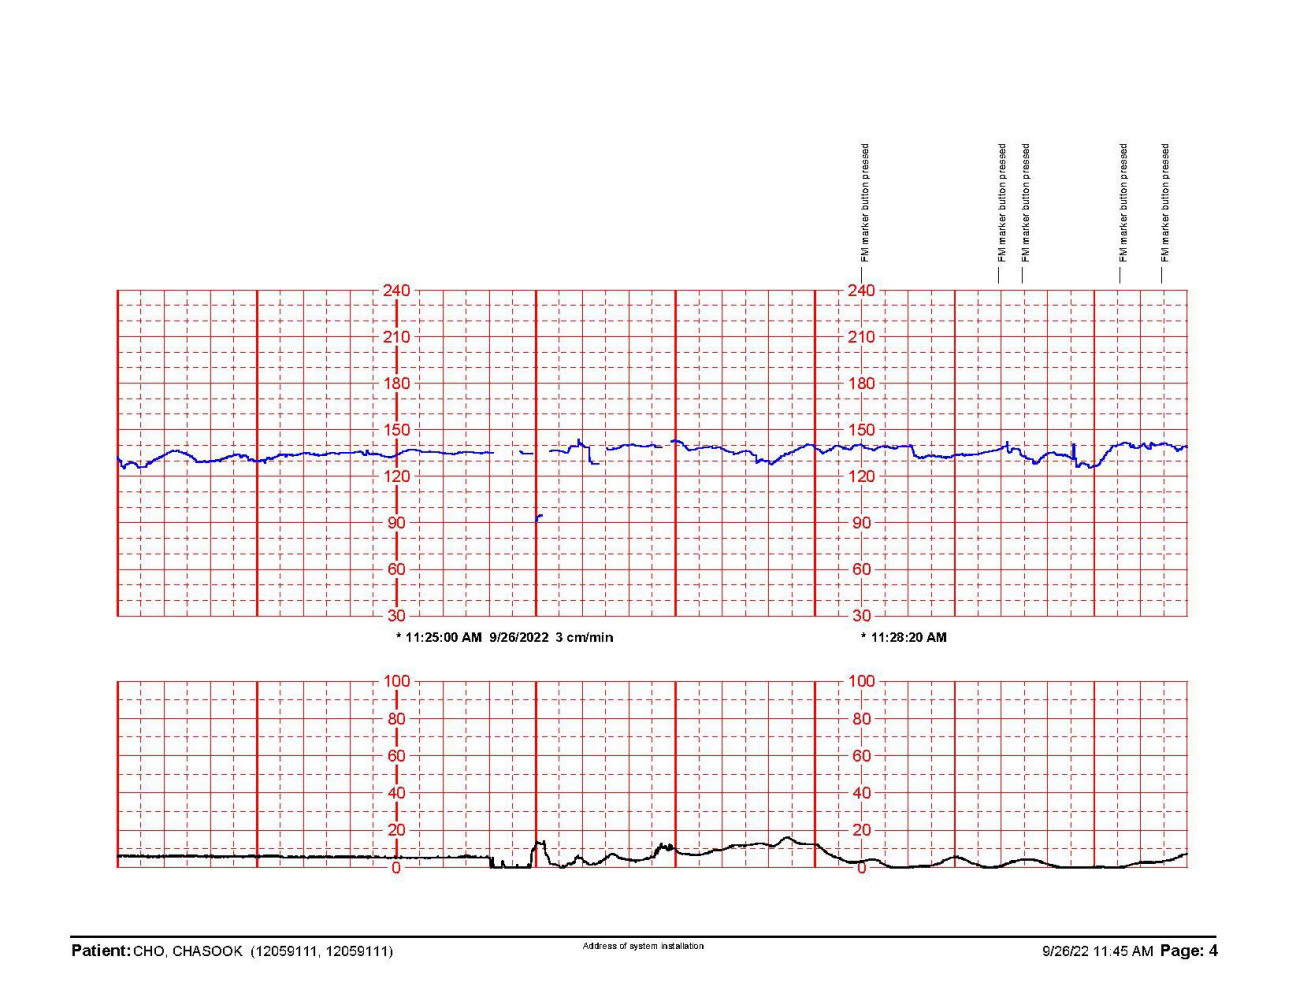 FM marker button pressed
FM marker button pressed
FM marker button pressed
FM marker button pressed
FM marker button pressed
240 240
210 210
180 180
150 150
120 120
90 90
60 60
30 30
* 11:25:00 AM 9/26/2022 3 cm/min * 11:28:20 AM
100 100
80 80
60 60
40 40
20 20
0 0
Patient: CHO, CHASOOK (12059111, 12059111) Address of system installation 9/26/22 11:45 AM Page: 4